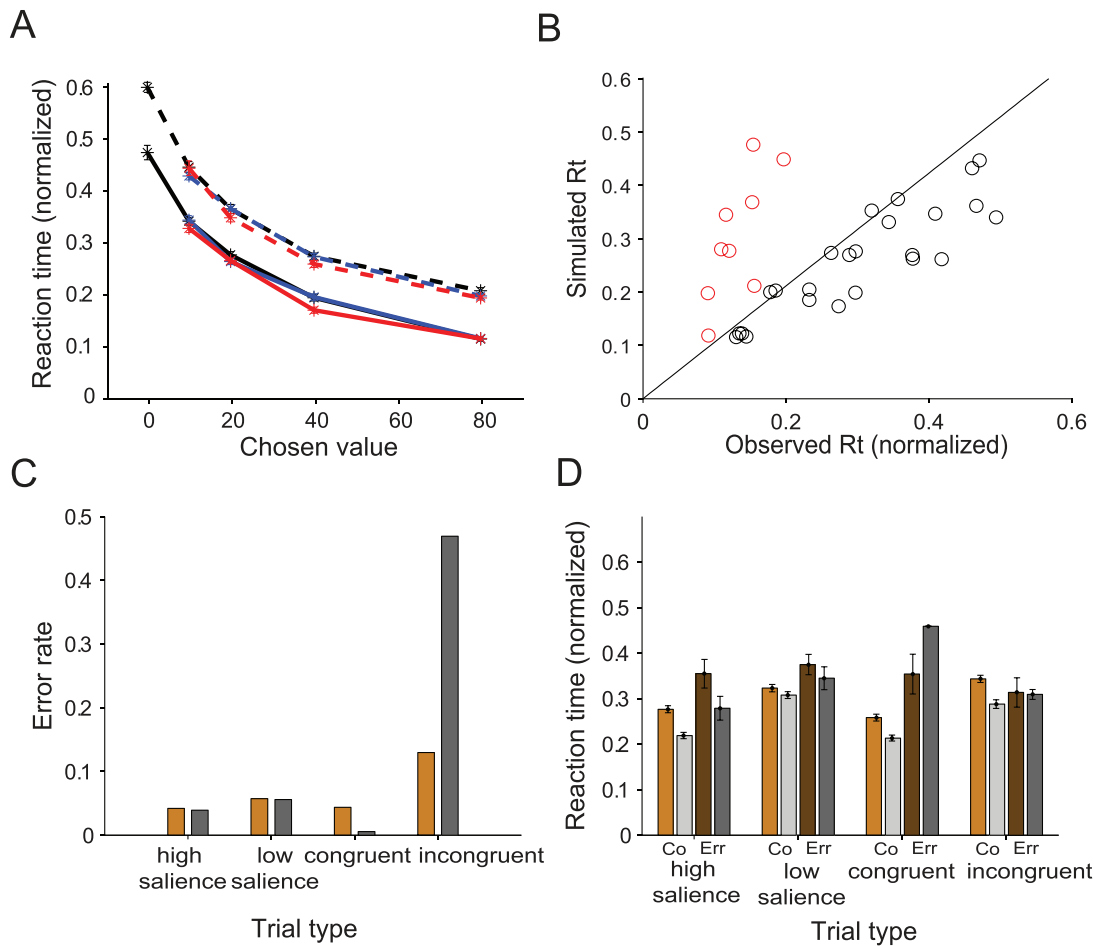 A
Reaction time (normalized)
0.6
0.5
0.4
0.3
0.2
0.1
0
0 20 40 60 80
Chosen value
B
Simulated Rt
0.6
0.5
0.4
0.3
0.2
0.1
0
0 0.2 0.4 0.6
Observed Rt (normalized)
C
Error rate
0.5
0.4
0.3
0.2
0.1
0
high low congruent incongruent
salience salience
Trial type
D
Reaction time (normalized)
0.6
0.5
0.4
0.3
0.2
0.1
0
Co Err Co Err Co Err Co Err
high low congruent incongruent
salience salience
Trial type